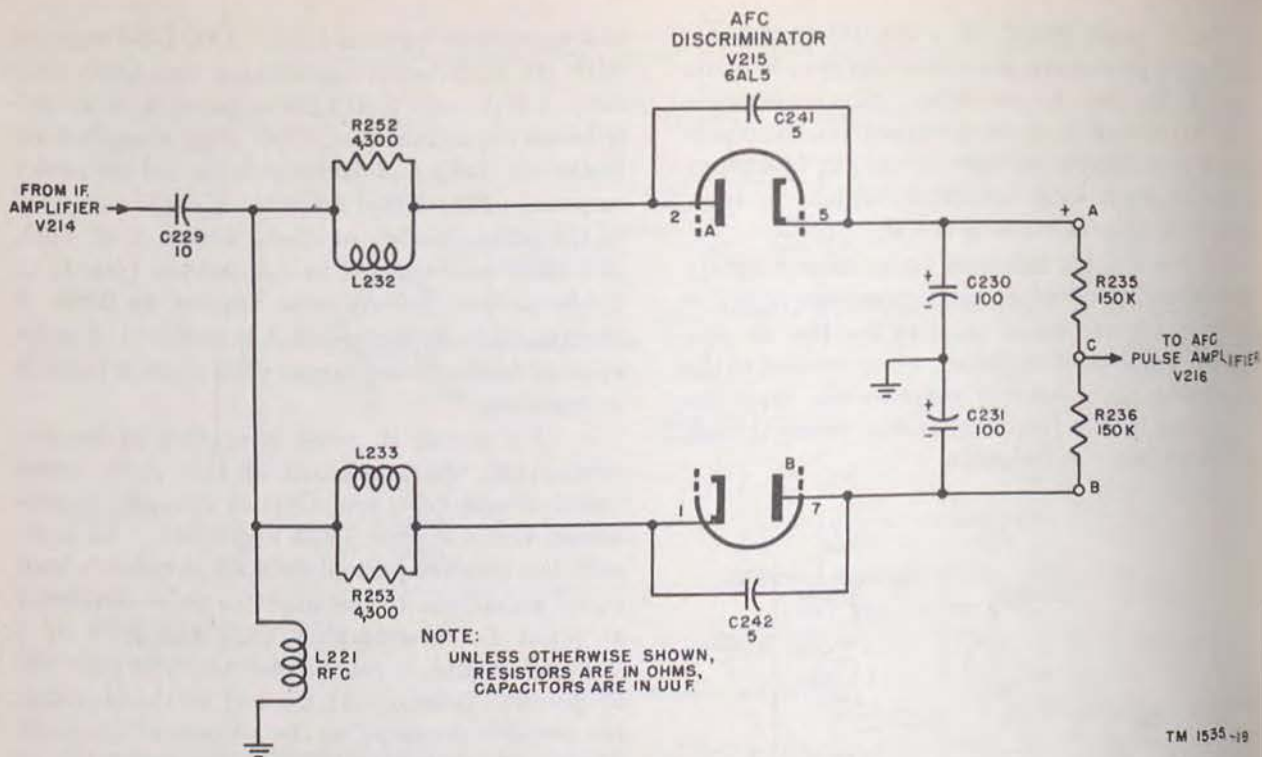 AFC
DISCRIMINATOR
V215
6AL5
C241
5
R252
4,300
FROM I.F.
AMPLIFIER
V214
C229
10
L232
2
A
5
+
A
+
-
C230
100
R235
150K
C
TO AFC
PULSE AMPLIFIER
V216
+
-
C231
100
R236
150K
L233
B
1
7
B
R253
4,300
C242
5
L221
RFC
NOTE:
UNLESS OTHERWISE SHOWN,
RESISTORS ARE IN OHMS,
CAPACITORS ARE IN UUF.
TM 1535-19